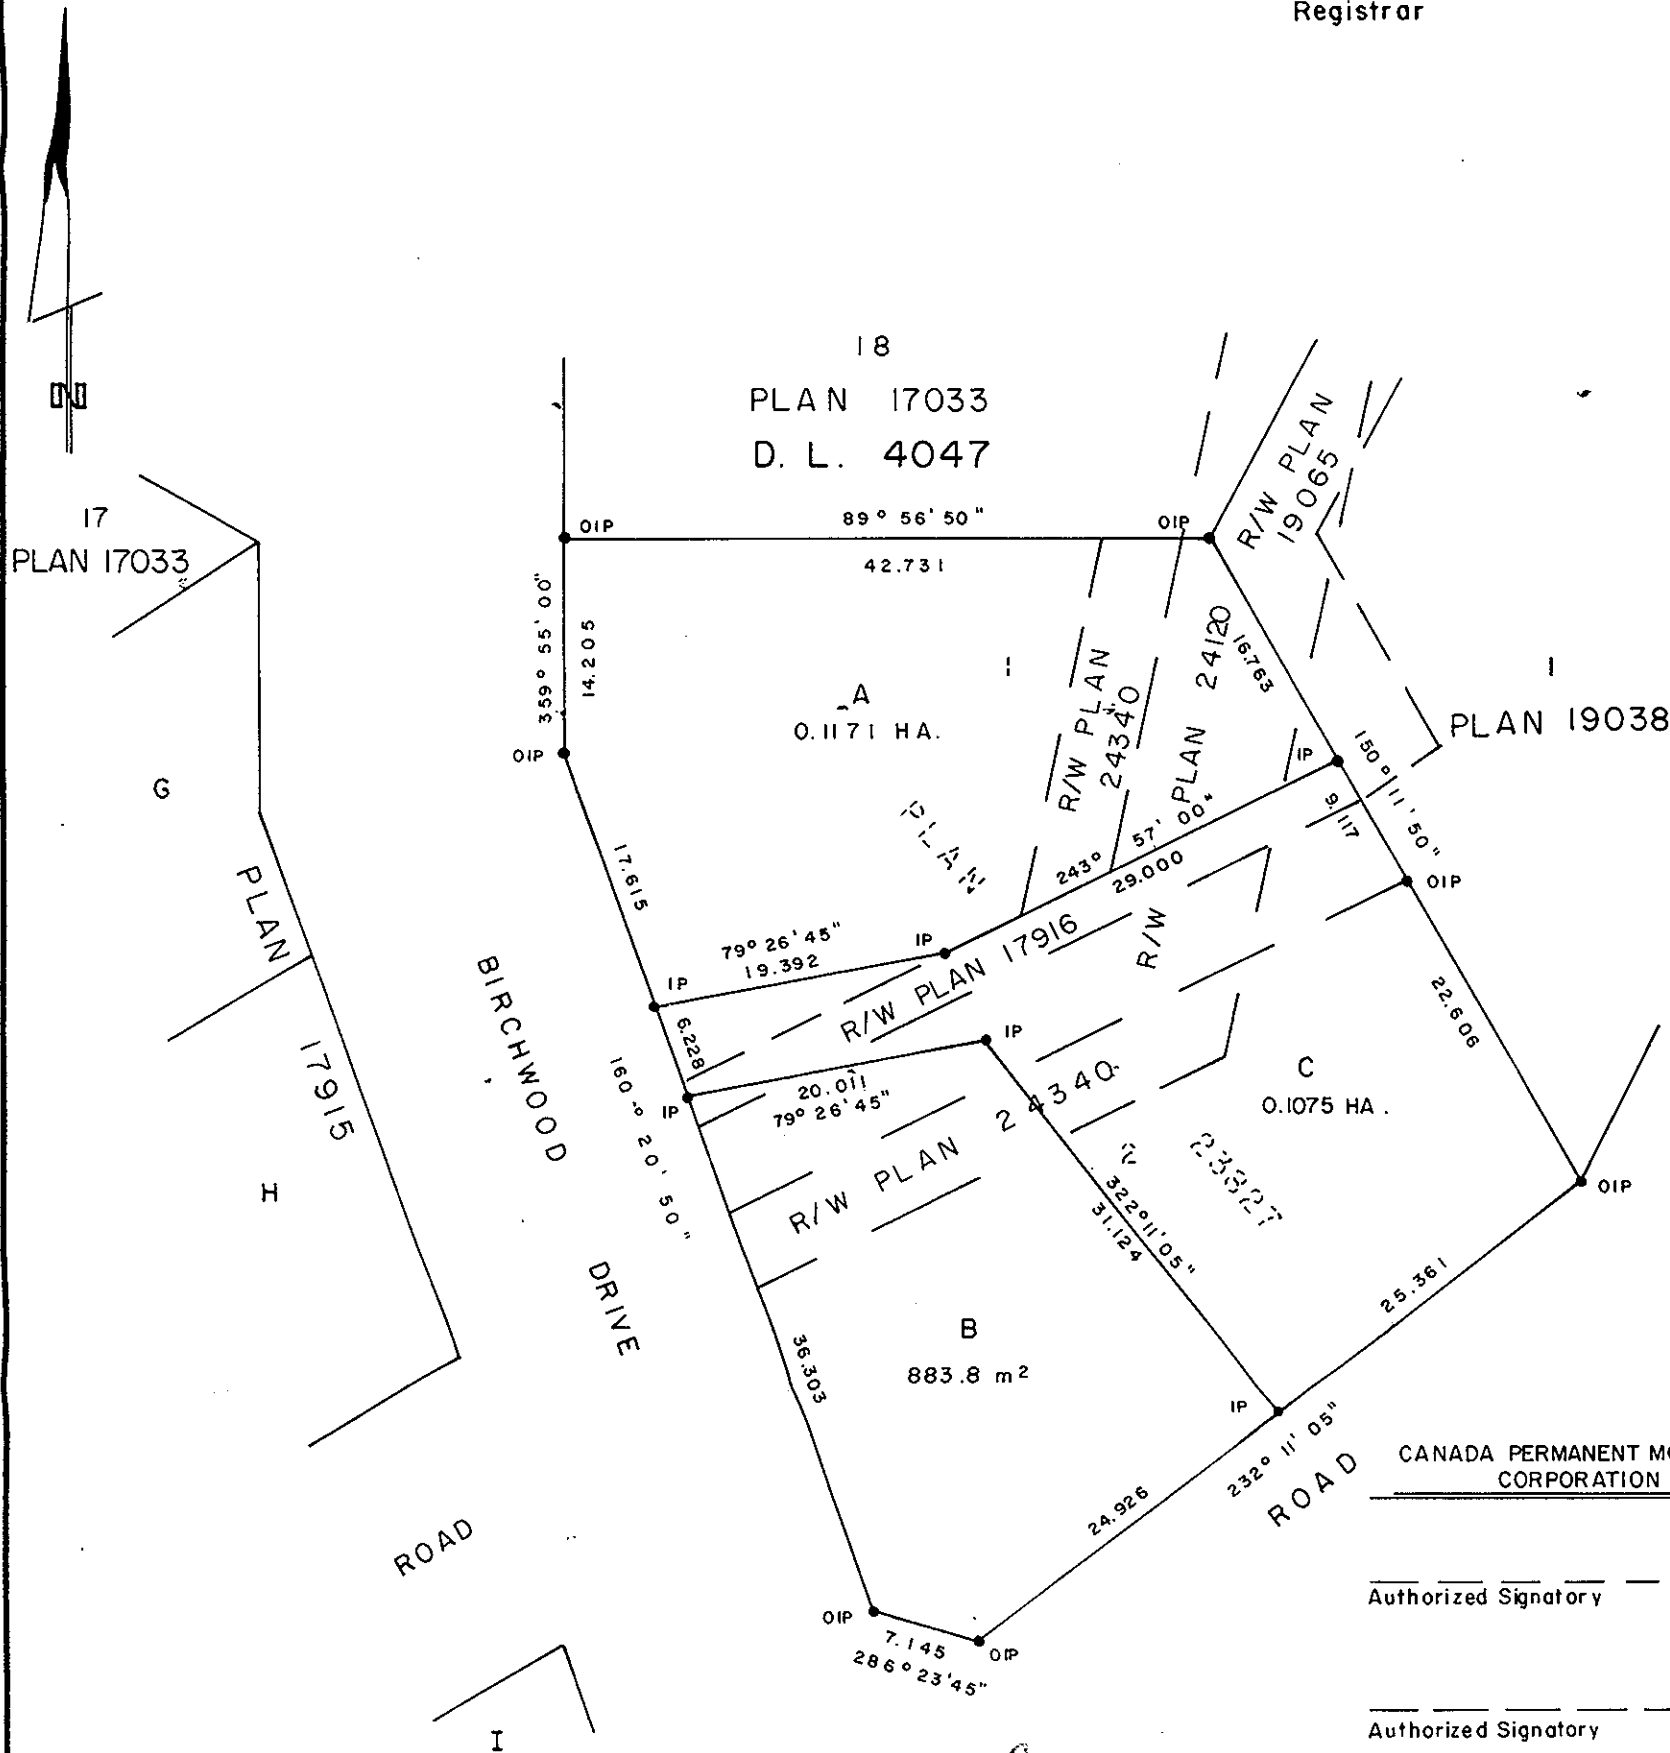 Registrar
N
18
PLAN 17033
D. L. 4047
17
PLAN 17033
OIP
89° 56' 50"
OIP
42.731
R/W PLAN
19065
359° 55' 00"
14.205
OIP
A
0.1171 HA.
1
R/W PLAN
24340
PLAN 24120
16.763
1
PLAN 19038
IP
150° 11' 50"
9.117
G
PLAN
17915
PLAN
17.615
243° 57' 00"
29.000
OIP
79° 26' 45"
19.392
IP
IP
R/W PLAN 17916
R/W
BIRCHWOOD
DRIVE
6.228
IP
160° 20' 50"
IP
20.011
79° 26' 45"
R/W PLAN 24340
22.606
C
0.1075 HA.
23827
322° 11' 05"
31.124
OIP
H
25.361
B
883.8 m²
36.303
IP
232° 11' 05"
ROAD
24.926
CANADA PERMANENT MO
CORPORATION
ROAD
Authorized Signatory
OIP
7.145
OIP
286° 23' 45"
Authorized Signatory
I